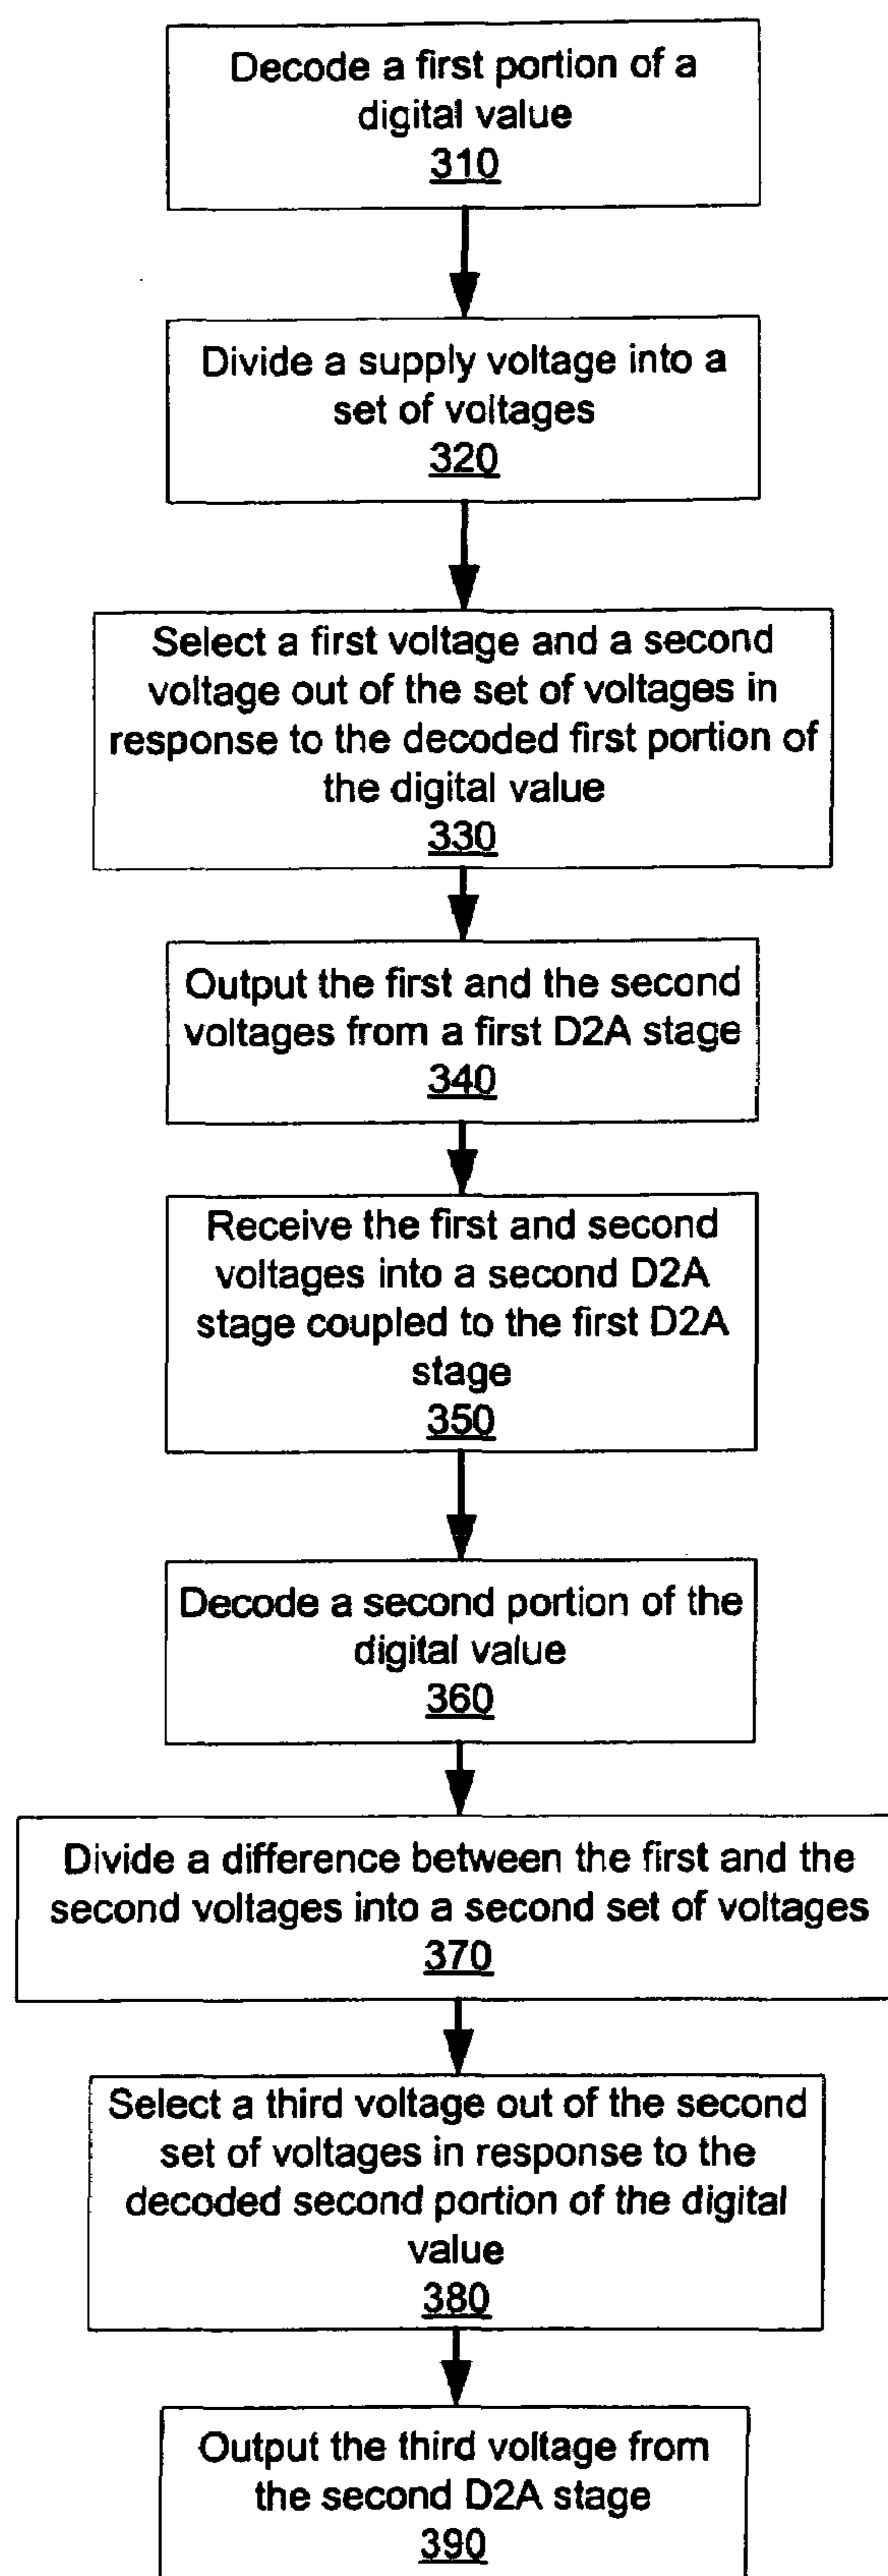 Decode a first portion of a
digital value
310
Divide a supply voltage into a
set of voltages
320
Select a first voltage and a second
voltage out of the set of voltages in
response to the decoded first portion of
the digital value
330
Output the first and the second
voltages from a first D2A stage
340
Receive the first and second
voltages into a second D2A
stage coupled to the first D2A
stage
350
Decode a second portion of the
digital value
360
Divide a difference between the first and the
second voltages into a second set of voltages
370
Select a third voltage out of the second
set of voltages in response to the
decoded second portion of the digital
value
380
Output the third voltage from
the second D2A stage
390